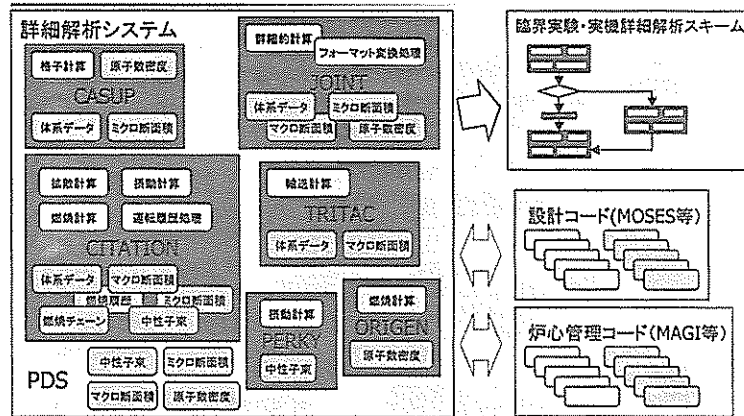 詳細解析システム
格子計算
原子数密度
CASUP
体系データ
ミクロ断面積
詳細的計算
フォーマット変換処理
JOINT
体系データ
ミクロ断面積
マクロ断面積
原子数密度
拡散計算
摂動計算
燃焼計算
運転履歴処理
CITATION
体系データ
マクロ断面積
燃焼履歴
ミクロ断面積
燃焼チェーン
中性子束
輸送計算
TRITAC
体系データ
マクロ断面積
摂動計算
PERKY
中性子束
燃焼計算
ORIGEN
原子数密度
PDS
中性子束
ミクロ断面積
マクロ断面積
原子数密度
臨界実験・実機詳細解析スキーム
設計コード(MOSES等)
炉心管理コード(MAGI等)